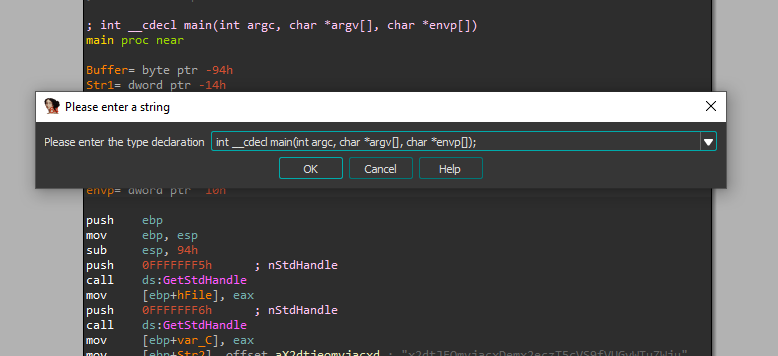 ; int __cdecl main(int argc, char *argv[], char *envp[])
main proc near
Buffer= byte ptr -94h
Str1= dword ptr -14h
Please enter a string
Please enter the type declaration int __cdecl main(int argc, char *argv[], char *envp[]);
OK Cancel Help
envp= dword ptr 10h
push ebp
mov ebp, esp
sub esp, 94h
push 0FFFFFFF5h ; nStdHandle
call ds:GetStdHandle
mov [ebp+hFile], eax
push 0FFFFFFF6h ; nStdHandle
call ds:GetStdHandle
mov [ebp+var_C], eax
mov [ebp+Str2], offset